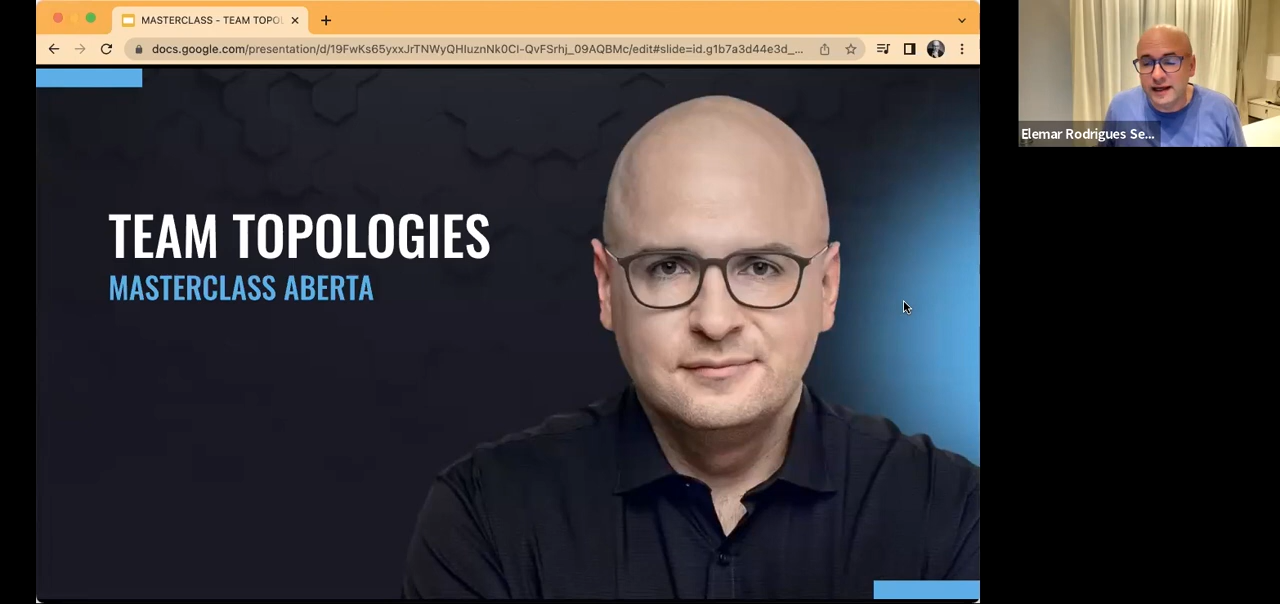 MASTERCLASS - TEAM TOPOL
docs.google.com/presentation/d/19FwKs65yxxJrTNWyQHIuznNk0Cl-QvFSrhj_09AQBMc/edit#slide=id.g1b7a3d44e3d_...
TEAM TOPOLOGIES
MASTERCLASS ABERTA
Elemar Rodrigues Se...